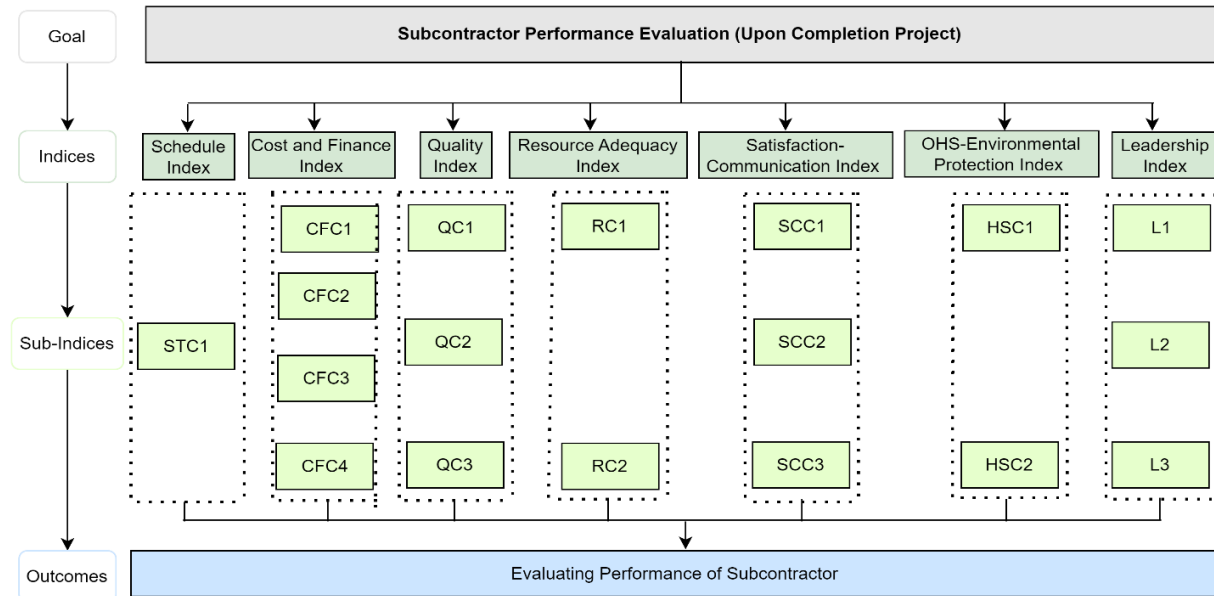 Goal
Subcontractor Performance Evaluation (Upon Completion Project)
Indices
Schedule
Index
Cost and Finance
Index
Quality
Index
Resource Adequacy
Index
Satisfaction-
Communication Index
OHS-Environmental
Protection Index
Leadership
Index
Sub-Indices
STC1
CFC1
CFC2
CFC3
CFC4
QC1
QC2
QC3
RC1
RC2
SCC1
SCC2
SCC3
HSC1
HSC2
L1
L2
L3
Outcomes
Evaluating Performance of Subcontractor